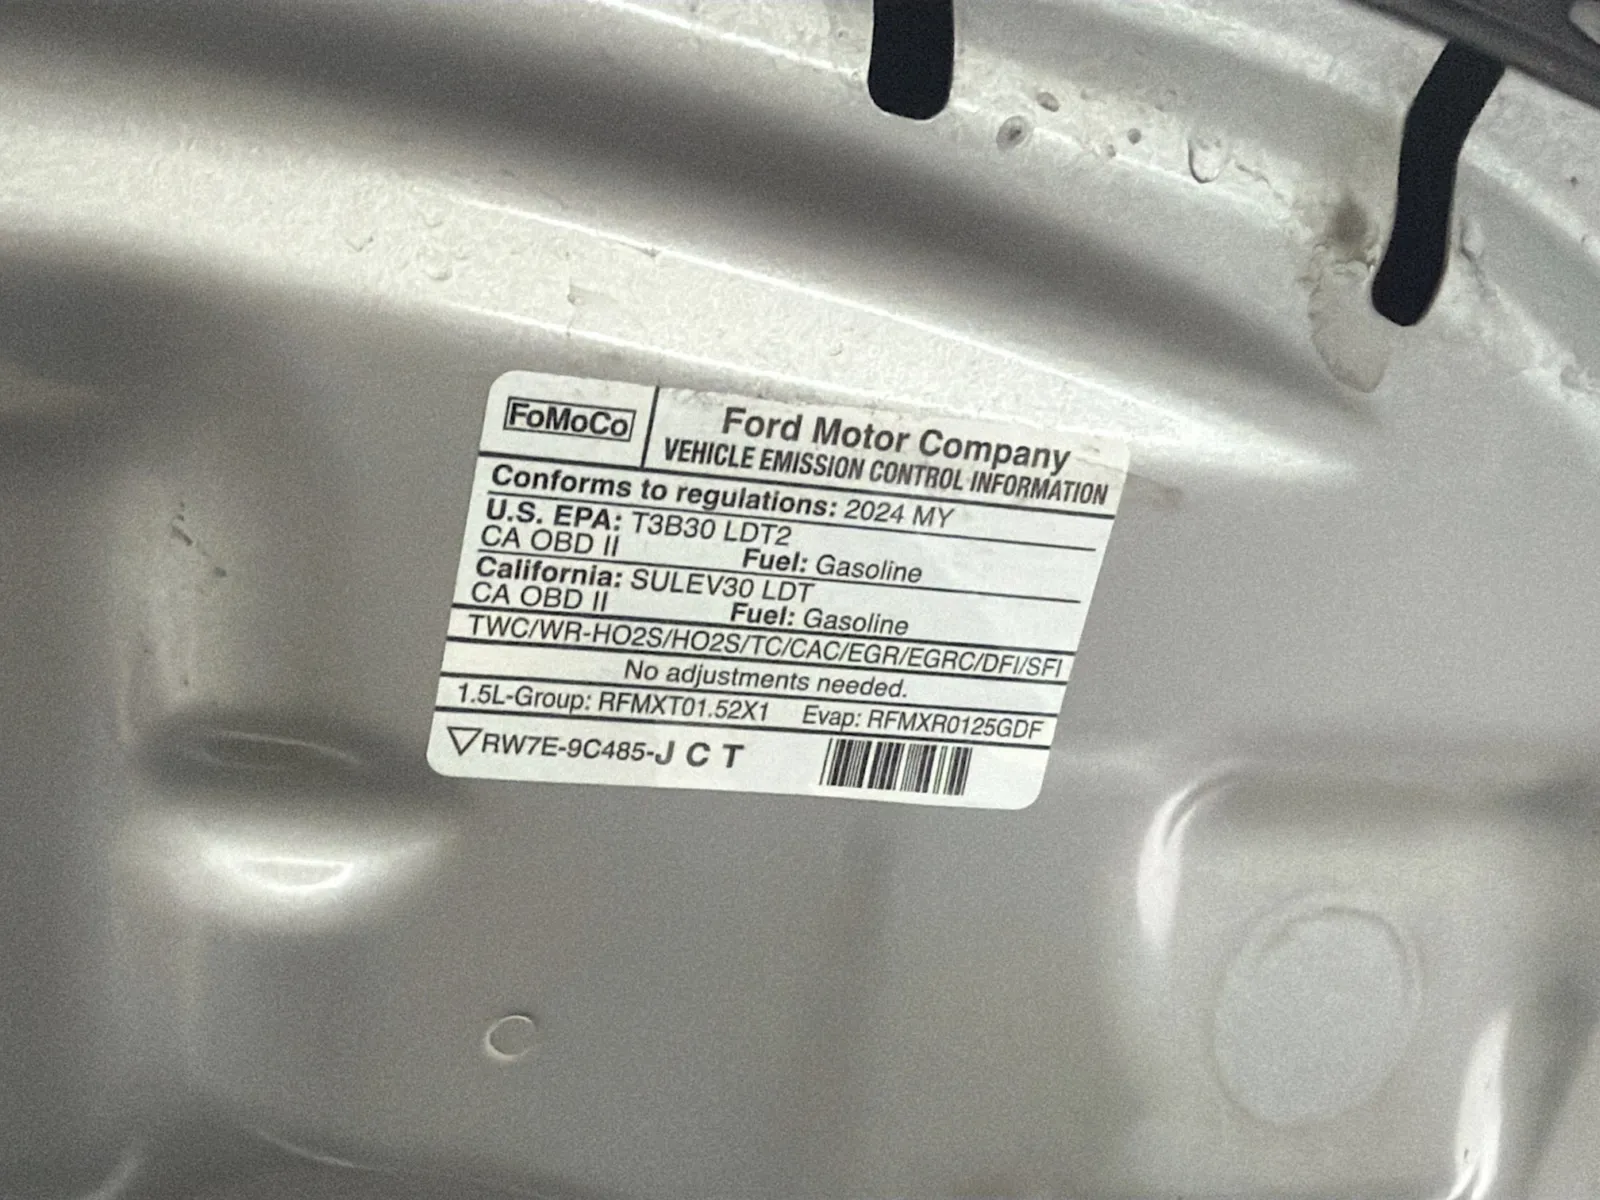 FoMoCo
Ford Motor Company
VEHICLE EMISSION CONTROL INFORMATION
Conforms to regulations: 2024 MY
U.S. EPA: T3B30 LDT2
CA OBD II Fuel: Gasoline
California: SULEV30 LDT
CA OBD II Fuel: Gasoline
TWC/WR-HO2S/HO2S/TC/CAC/EGR/EGRC/DFI/SFI
No adjustments needed.
1.5L-Group: RFMXT01.52X1 Evap: RFMXR0125GDF
RW7E-9C485-J C T